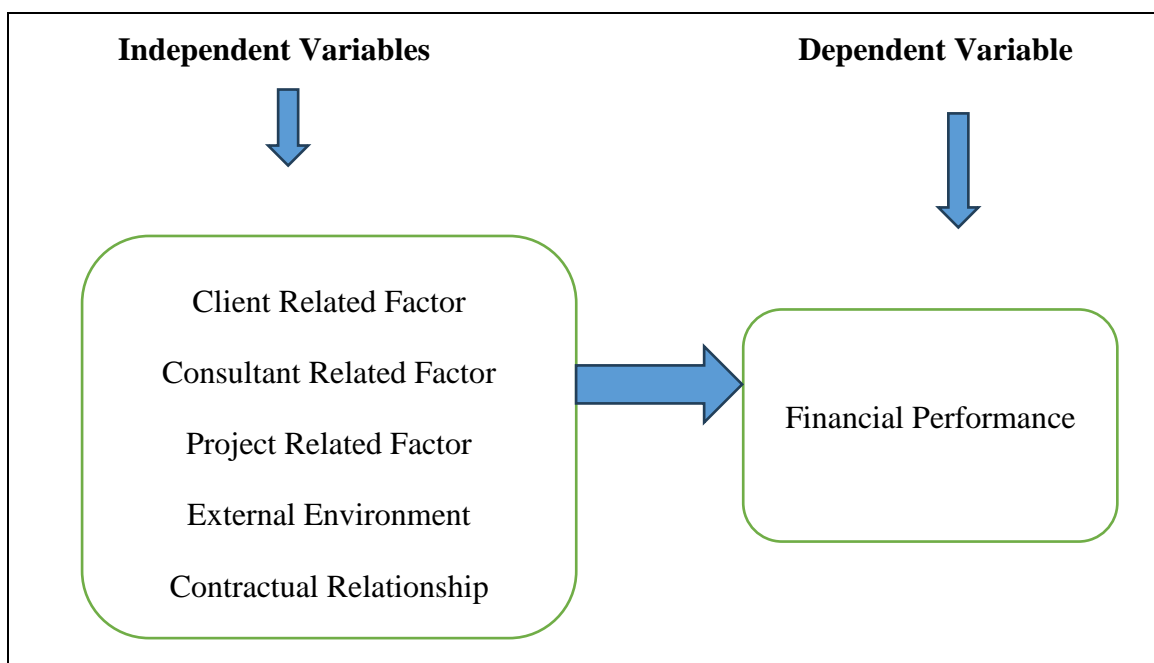 Independent Variables
Dependent Variable
Client Related Factor
Consultant Related Factor
Project Related Factor
External Environment
Contractual Relationship
Financial Performance